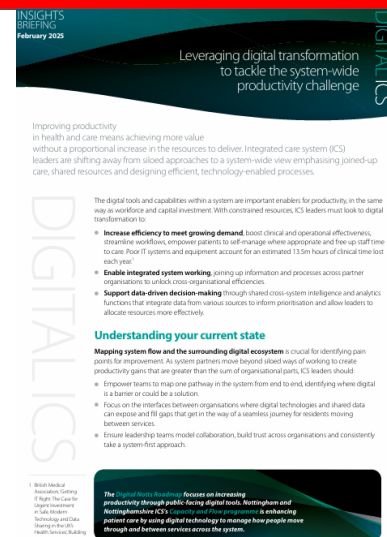 INSIGHTS
BRIEFING
February 2025
DIGITALICS
Leveraging digital transformation
to tackle the system-wide
productivity challenge
Improving productivity
in health and care means achieving more value
without a proportional increase in the resources to deliver. Integrated care system (ICS)
leaders are shifting away from siloed approaches to a system-wide view emphasising joined-up
care, shared resources and designing efficient, technology-enabled processes.
DIGITAL ICS
The digital tools and capabilities within a system are important enablers for productivity, in the same
way as workforce and capital investment. With constrained resources, ICS leaders must look to digital
transformation to:
Increase efficiency to meet growing demand, boost clinical and operational effectiveness,
streamline workflows, empower patients to self-manage where appropriate and free up staff time
to care. Poor IT systems and equipment account for an estimated 13.5m hours of clinical time lost
each year.¹
Enable integrated system working, joining up information and processes across partner
organisations to unlock cross-organisational efficiencies.
Support data-driven decision-making through shared cross-system intelligence and analytics
functions that integrate data from various sources to inform prioritisation and allow leaders to
allocate resources more effectively.
Understanding your current state
Mapping system flow and the surrounding digital ecosystem is crucial for identifying pain
points for improvement. As system partners move beyond siloed ways of working to create
productivity gains that are greater than the sum of organisational parts, ICS leaders should:
Empower teams to map one pathway in the system from end to end, identifying where digital
is a barrier or could be a solution.
Focus on the interfaces between organisations where digital technologies and shared data
can expose and fill gaps that get in the way of a seamless journey for residents moving
between services.
Ensure leadership teams model collaboration, build trust across organisations and consistently
take a system-first approach.
1 British Medical
Association, 'Getting
IT Right: The Case for
Urgent Investment
in Safe, Modern
Technology and Data
Sharing in the UK's
Health Services', Building
The Digital Notts Roadmap focuses on increasing
productivity through public-facing digital tools. Nottingham and
Nottinghamshire ICS's Capacity and Flow programme is enhancing
patient care by using digital technology to manage how people move
through and between services across the system.